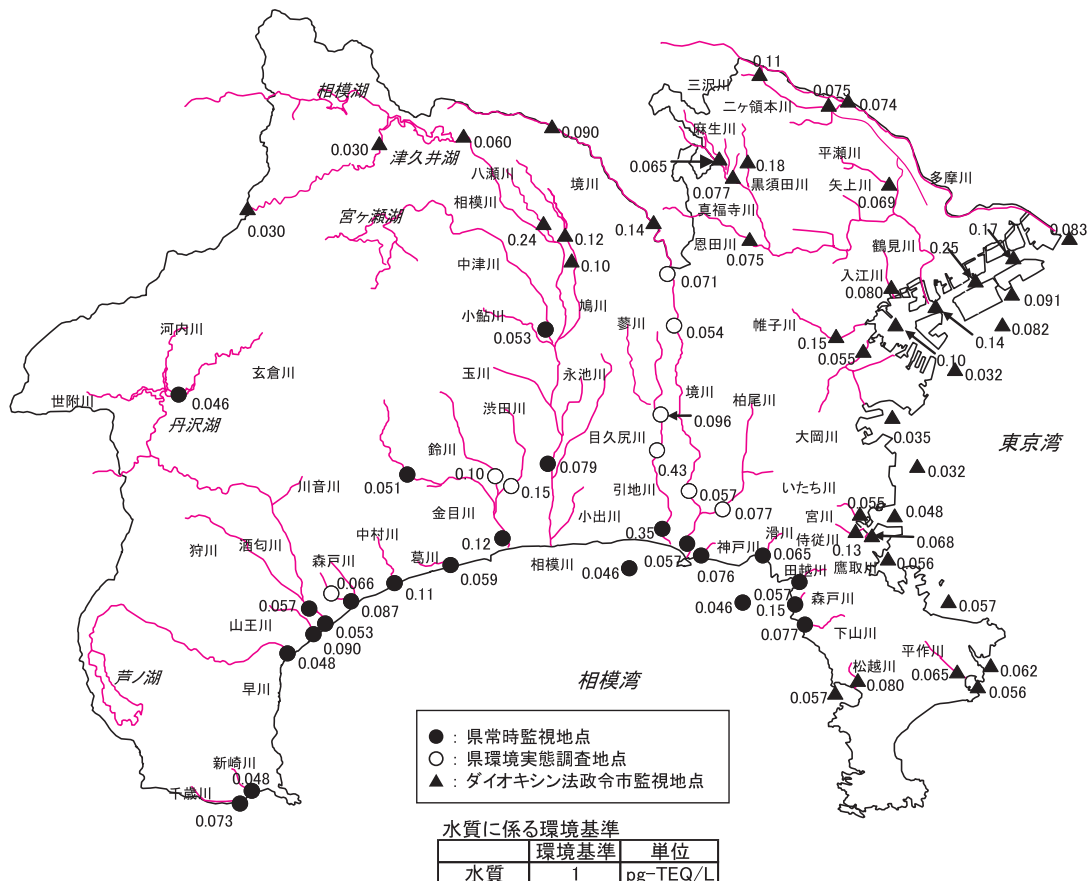 0.11
三沢川
相模湖
0.075
二ヶ領本川
0.074
0.090
麻生川
0.060
0.030
津久井湖
平瀬川
0.065
0.18
八瀬川
境川
0.077
黒須田川
矢上川
多摩川
0.069
相模川
真福寺川
宮ヶ瀬湖
0.030
0.24
0.12
0.14
恩田川
0.075
鶴見川
0.25
0.083
中津川
0.10
0.071
入江川
0.080
0.091
小鮎川
鳩川
0.053
0.054
蓼川
帷子川
0.082
河内川
0.15
0.14
玄倉川
0.055
0.10
0.032
玉川
永池川
世附川
0.046
境川
柏尾川
丹沢湖
渋田川
0.096
0.035
東京湾
鈴川
目久尻川
大岡川
0.10
0.079
0.43
0.032
0.051
0.15
川音川
引地川
0.057
いたち川
0.055
0.048
金目川
小出川
0.077
宮川
狩川
酒匂川
中村川
侍従川
0.13
0.068
0.12
0.35
滑川
森戸川
葛川
相模川
0.057
神戸川
0.065
鷹取川
0.056
0.066
0.059
0.046
0.076
田越川
0.057
0.11
0.057
0.087
0.046
0.15
森戸川
0.057
山王川
0.053
0.077
下山川
0.090
0.048
平作川
芦ノ湖
早川
相模湾
松越川
0.065
0.062
0.080
0.057
0.056
● : 県常時監視地点
○ : 県環境実態調査地点
▲ : ダイオキシン法政令市監視地点
新崎川
0.048
千歳川
0.073
水質に係る環境基準
環境基準 単位
水質 1 pg-TEQ/L